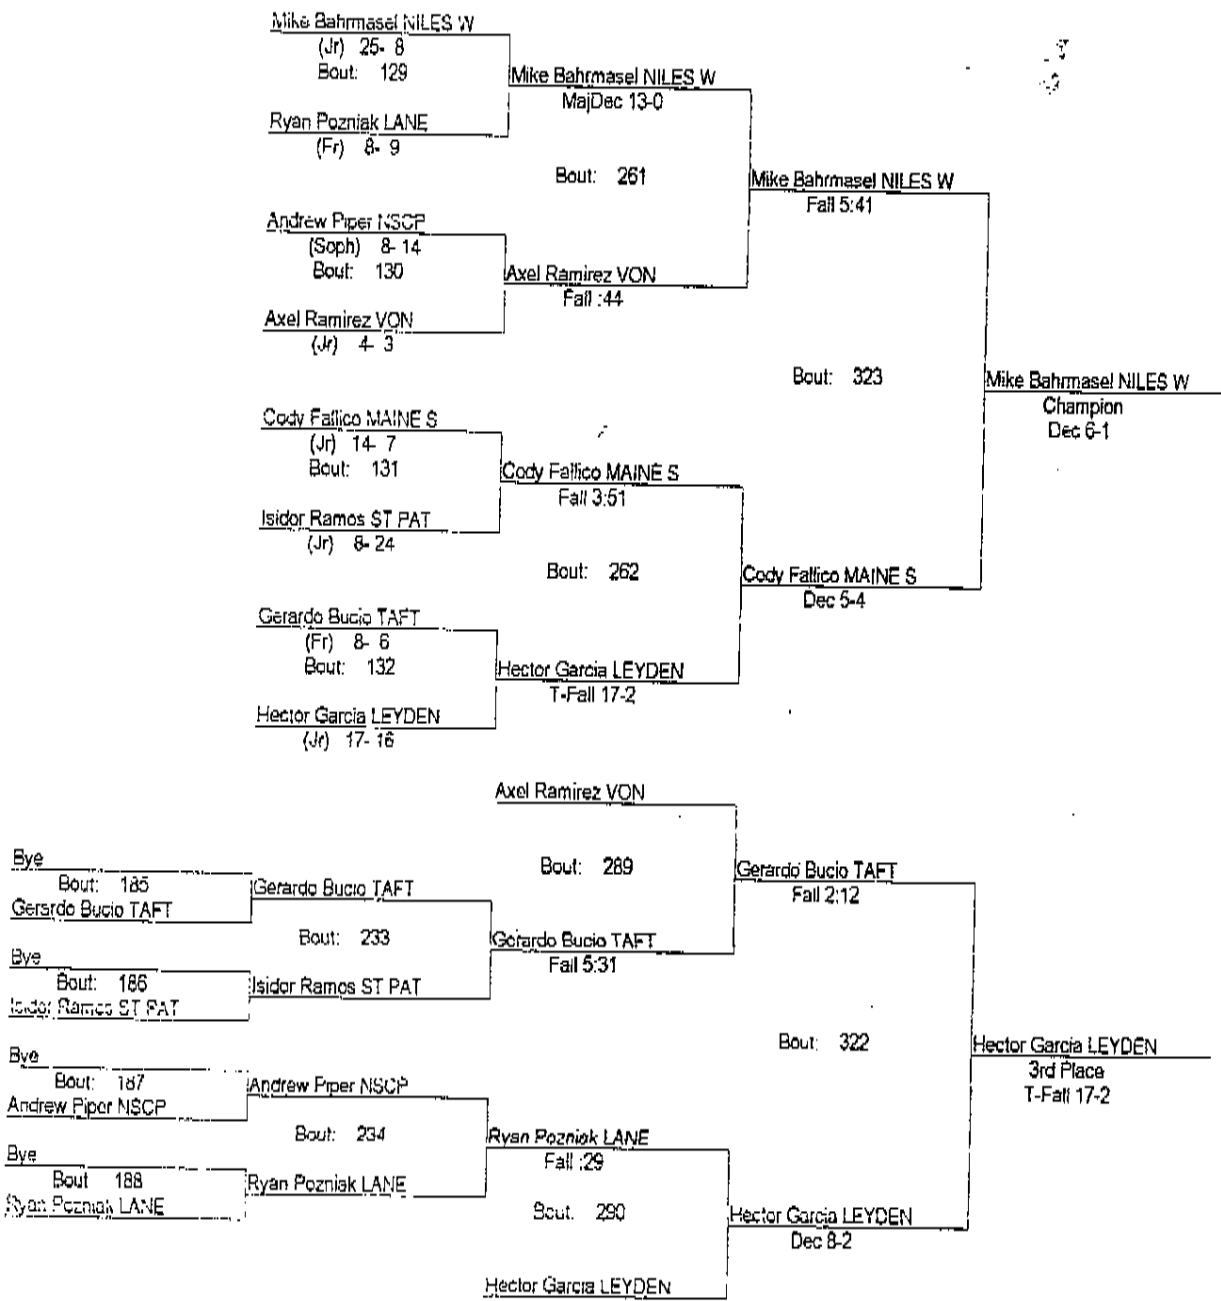 Mike Bahrmasel NILES W
(Jr) 25- 8
Bout: 129
Ryan Pozniak LANE
(Fr) 8- 9
Mike Bahrmasel NILES W
MajDec 13-0
Bout: 261
Andrew Piper NSCP
(Soph) 8- 14
Bout: 130
Axel Ramirez VON
(Jr) 4- 3
Axel Ramirez VON
Fall :44
Mike Bahrmasel NILES W
Fall 5:41
Bout: 323
Mike Bahrmasel NILES W
Champion
Dec 6-1
Cody Fallico MAINE S
(Jr) 14- 7
Bout: 131
Isidor Ramos ST PAT
(Jr) 8- 24
Cody Fallico MAINE S
Fall 3:51
Bout: 262
Cody Fallico MAINE S
Dec 5-4
Gerardo Bucio TAFT
(Fr) 8- 6
Bout: 132
Hector Garcia LEYDEN
(Jr) 17- 16
Hector Garcia LEYDEN
T-Fall 17-2
Axel Ramirez VON
Bout: 289
Bye
Bout: 185
Gerardo Bucio TAFT
Gerardo Bucio TAFT
Bout: 233
Bye
Bout: 186
Isidor Ramos ST PAT
Isidor Ramos ST PAT
Gerardo Bucio TAFT
Fall 5:31
Gerardo Bucio TAFT
Fall 2:12
Bout: 322
Hector Garcia LEYDEN
3rd Place
T-Fall 17-2
Bye
Bout: 187
Andrew Piper NSCP
Andrew Piper NSCP
Bout: 234
Bye
Bout 188
Ryan Pozniak LANE
Ryan Pozniak LANE
Ryan Pozniak LANE
Fall :29
Bout: 290
Hector Garcia LEYDEN
Dec 8-2
Hector Garcia LEYDEN